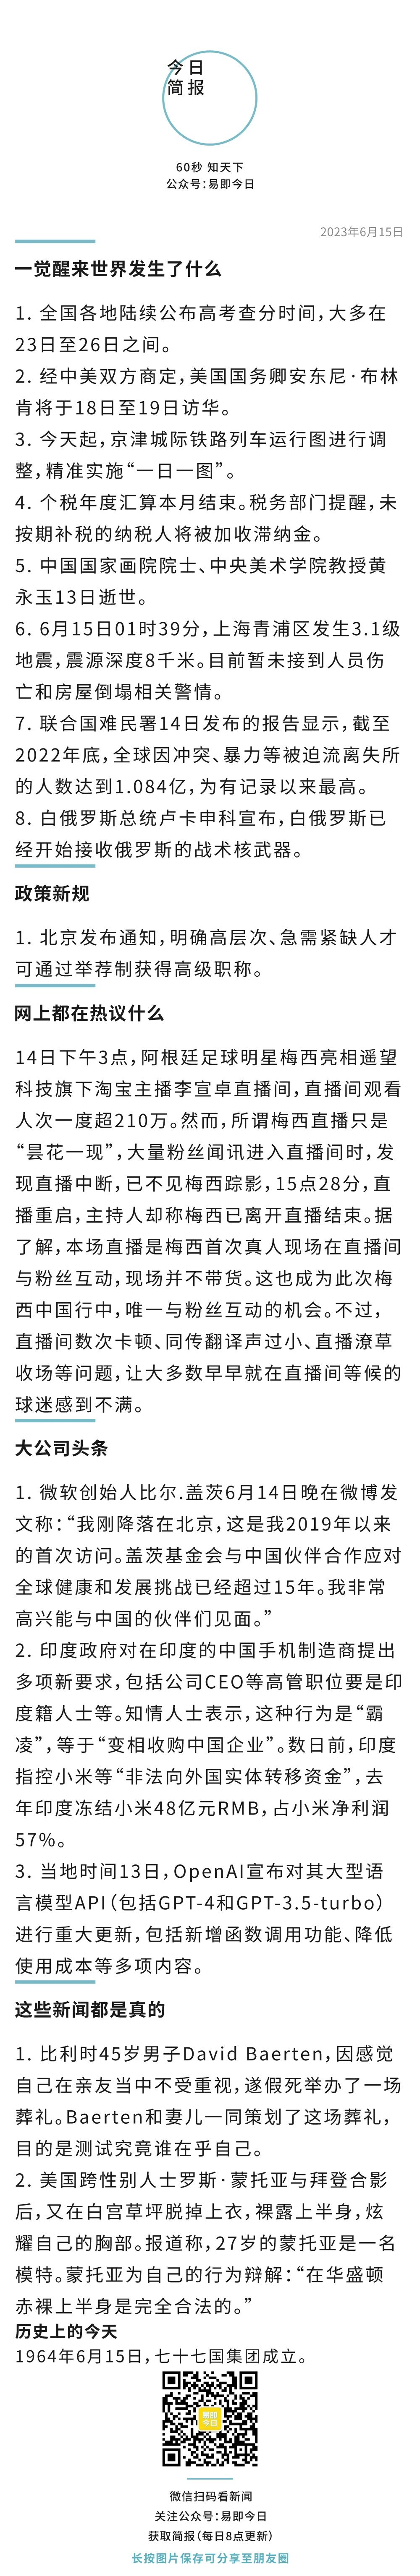 今日
简报
60秒 知天下
公众号：易即今日
2023年6月15日
一觉醒来世界发生了什么
1. 全国各地陆续公布高考查分时间，大多在
23日至26日之间。
2. 经中美双方商定，美国国务卿安东尼·布林
肯将于18日至19日访华。
3. 今天起，京津城际铁路列车运行图进行调
整，精准实施“一日一图”。
4. 个税年度汇算本月结束。税务部门提醒，未
按期补税的纳税人将被加收滞纳金。
5. 中国国家画院院士、中央美术学院教授黄
永玉13日逝世。
6. 6月15日01时39分，上海青浦区发生3.1级
地震，震源深度8千米。目前暂未接到人员伤
亡和房屋倒塌相关警情。
7. 联合国难民署14日发布的报告显示，截至
2022年底，全球因冲突、暴力等被迫流离失所
的人数达到1.084亿，为有记录以来最高。
8. 白俄罗斯总统卢卡申科宣布，白俄罗斯已
经开始接收俄罗斯的战术核武器。
政策新规
1. 北京发布通知，明确高层次、急需紧缺人才
可通过举荐制获得高级职称。
网上都在热议什么
14日下午3点，阿根廷足球明星梅西亮相遥望
科技旗下淘宝主播李宣卓直播间，直播间观看
人次一度超210万。然而，所谓梅西直播只是
“昙花一现”，大量粉丝闻讯进入直播间时，发
现直播中断，已不见梅西踪影，15点28分，直
播重启，主持人却称梅西已离开直播结束。据
了解，本场直播是梅西首次真人现场在直播间
与粉丝互动，现场并不带货。这也成为此次梅
西中国行中，唯一与粉丝互动的机会。不过，
直播间数次卡顿、同传翻译声过小、直播潦草
收场等问题，让大多数早早就在直播间等候的
球迷感到不满。
大公司头条
1. 微软创始人比尔.盖茨6月14日晚在微博发
文称：“我刚降落在北京，这是我2019年以来
的首次访问。盖茨基金会与中国伙伴合作应对
全球健康和发展挑战已经超过15年。我非常
高兴能与中国的伙伴们见面。”
2. 印度政府对在印度的中国手机制造商提出
多项新要求，包括公司CEO等高管职位要是印
度籍人士等。知情人士表示，这种行为是“霸
凌”，等于“变相收购中国企业”。数日前，印度
指控小米等“非法向外国实体转移资金”，去
年印度冻结小米48亿元RMB，占小米净利润
57%。
3. 当地时间13日，OpenAI宣布对其大型语
言模型API（包括GPT-4和GPT-3.5-turbo）
进行重大更新，包括新增函数调用功能、降低
使用成本等多项内容。
这些新闻都是真的
1. 比利时45岁男子David Baerten，因感觉
自己在亲友当中不受重视，遂假死举办了一场
葬礼。Baerten和妻儿一同策划了这场葬礼，
目的是测试究竟谁在乎自己。
2. 美国跨性别人士罗斯·蒙托亚与拜登合影
后，又在白宫草坪脱掉上衣，裸露上半身，炫
耀自己的胸部。报道称，27岁的蒙托亚是一名
模特。蒙托亚为自己的行为辩解：“在华盛顿
赤裸上半身是完全合法的。”
历史上的今天
1964年6月15日，七十七国集团成立。
易即
今日
微信扫码看新闻
关注公众号：易即今日
获取简报（每日8点更新）
长按图片保存可分享至朋友圈